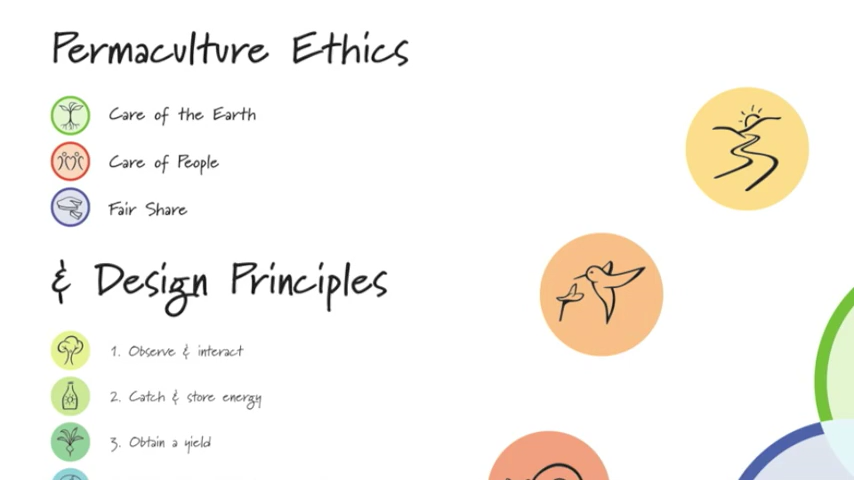 Permaculture Ethics
Care of the Earth
Care of People
Fair Share
& Design Principles
1. Observe & interact
2. Catch & store energy
3. Obtain a yield